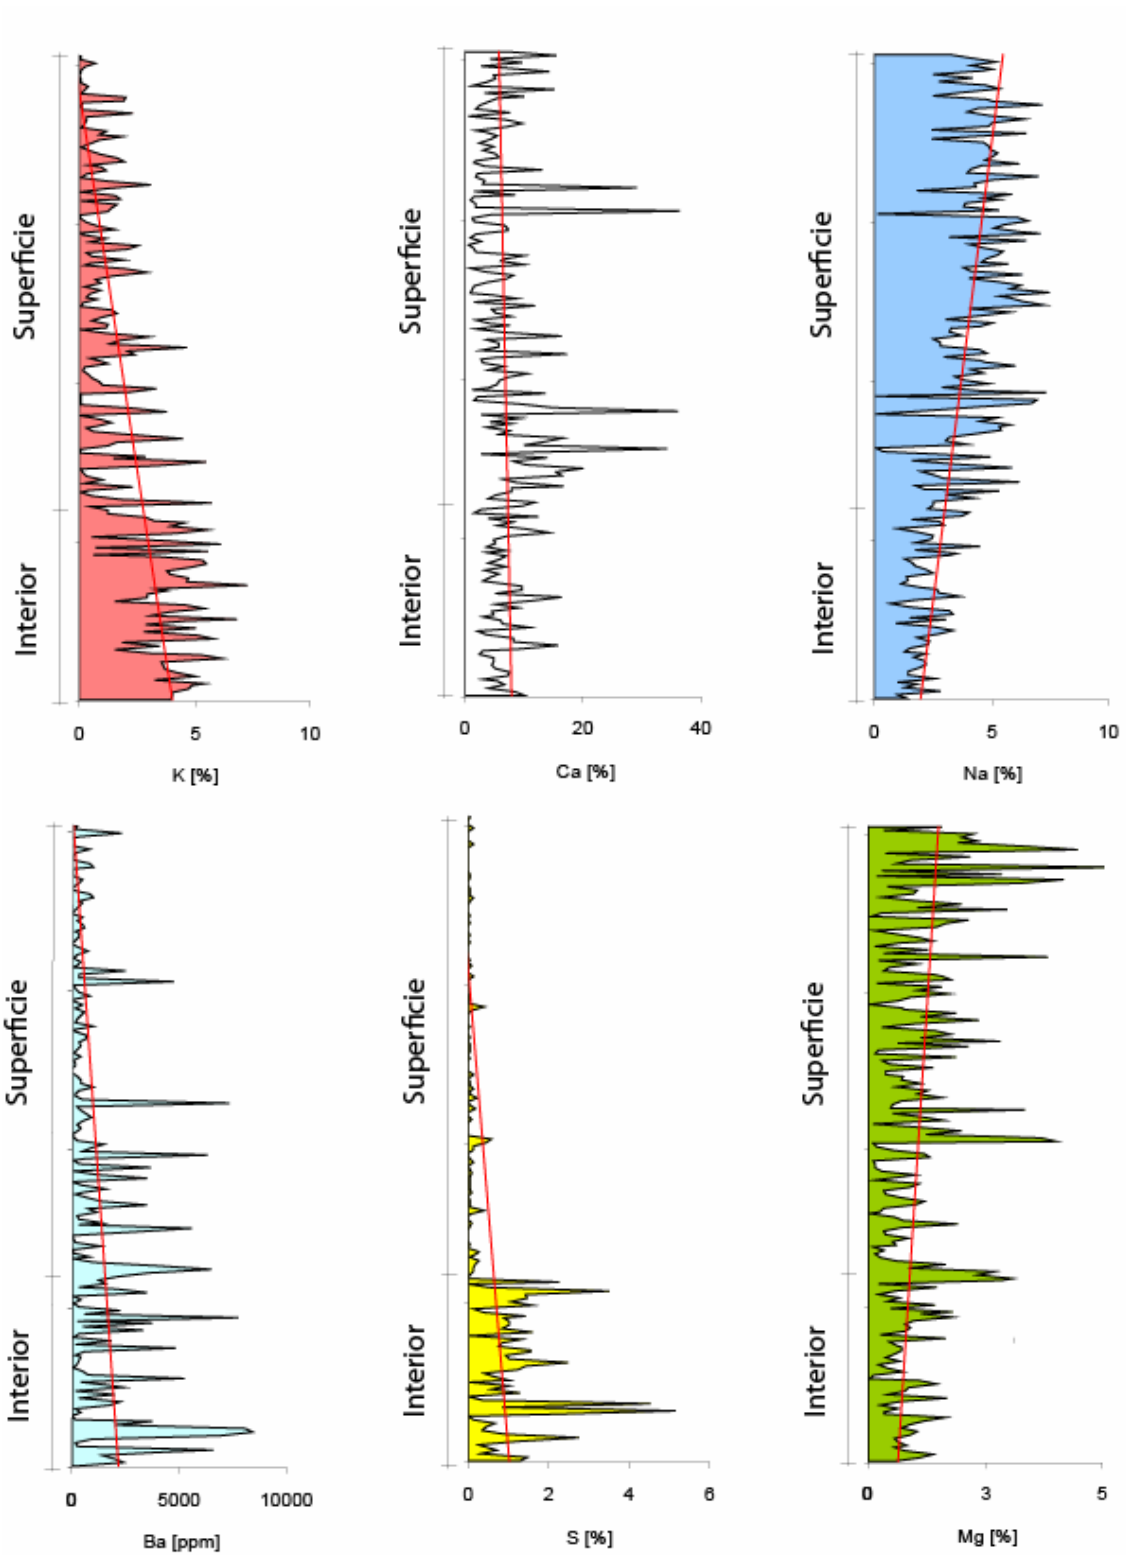 Superficie
Interior
0 5 10
K [%]
Superficie
Interior
0 20 40
Ca [%]
Superficie
Interior
0 5 10
Na [%]
Superficie
Interior
0 5000 10000
Ba [ppm]
Superficie
Interior
0 2 4 6
S [%]
Superficie
Interior
0 3 5
Mg [%]